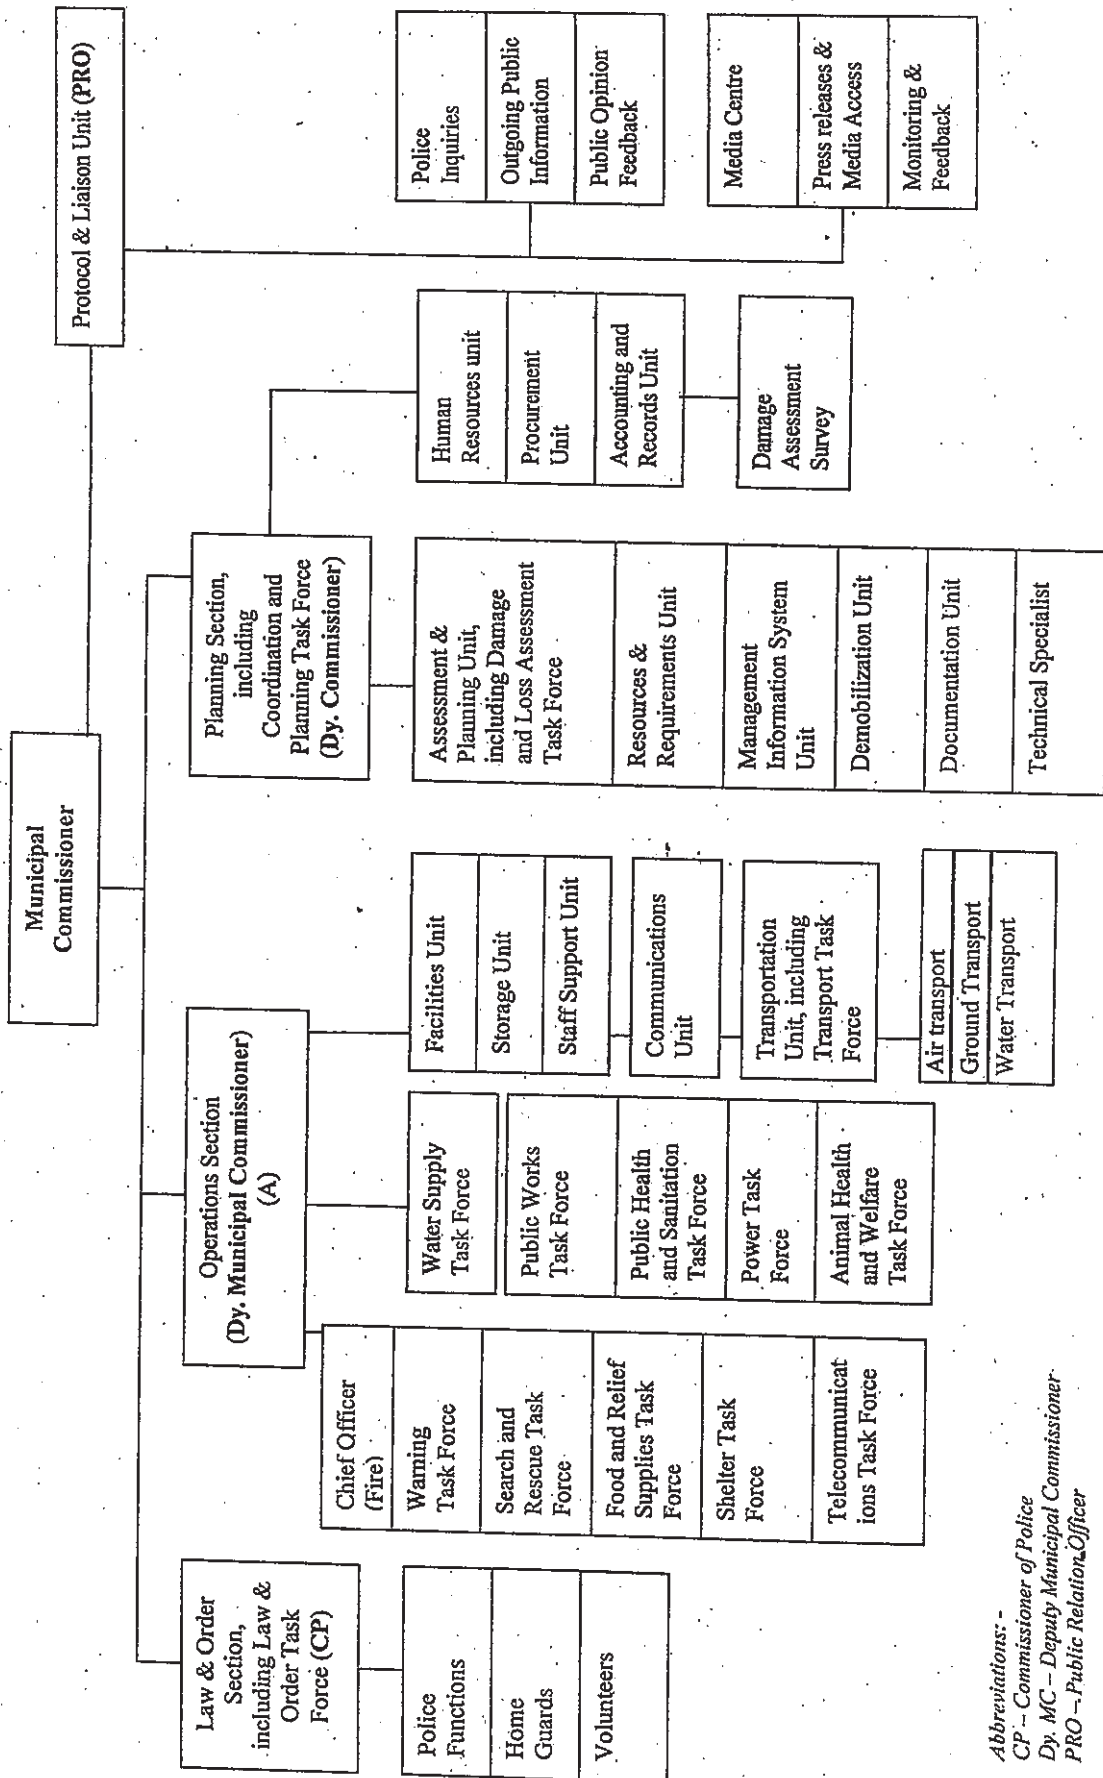 Municipal
Commissioner
Protocol & Liaison Unit (PRO)
Law & Order
Section,
including Law &
Order Task
Force (CP)
Operations Section
(Dy. Municipal Commissioner)
(A)
Planning Section,
including
Coordination and
Planning Task Force
(Dy. Commissioner)
Police
Functions
Home
Guards
Volunteers
Chief Officer
(Fire)
Warning
Task Force
Search and
Rescue Task
Force
Food and Relief
Supplies Task
Force
Shelter Task
Force
Telecommunicat
ions Task Force
Water Supply
Task Force
Public Works
Task Force
Public Health
and Sanitation
Task Force
Power Task
Force
Animal Health
and Welfare
Task Force
Facilities Unit
Storage Unit
Staff Support Unit
Communications
Unit
Transportation
Unit, including
Transport Task
Force
Air transport
Ground Transport
Water Transport
Assessment &
Planning Unit,
including Damage
and Loss Assessment
Task Force
Resources &
Requirements Unit
Management
Information System
Unit
Demobilization Unit
Documentation Unit
Technical Specialist
Human
Resources unit
Procurement
Unit
Accounting and
Records Unit
Damage
Assessment
Survey
Police
Inquiries
Outgoing Public
Information
Public Opinion
Feedback
Media Centre
Press releases &
Media Access
Monitoring &
Feedback
Abbreviations: -
CP – Commissioner of Police
Dy. MC – Deputy Municipal Commissioner
PRO – Public Relation Officer